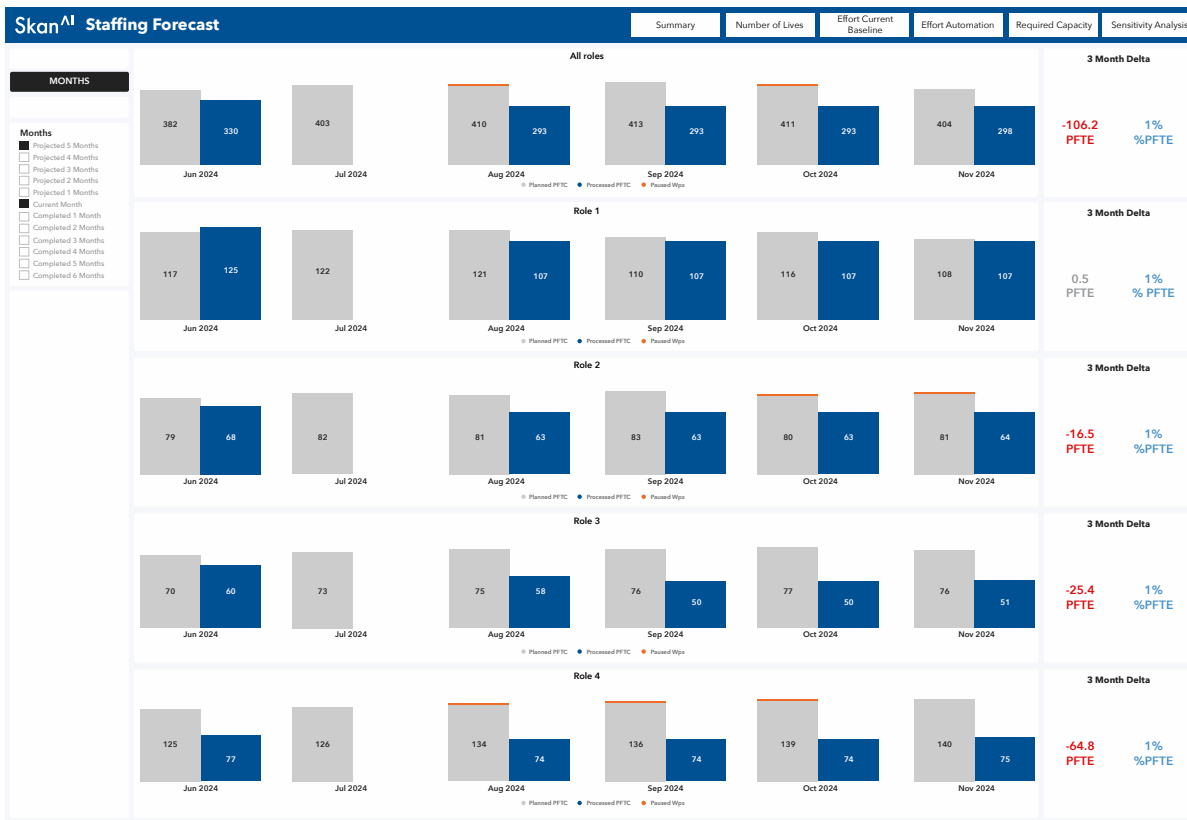 Skan AI Staffing Forecast
Summary
Number of Lives
Effort Current
Baseline
Effort Automation
Required Capacity
Sensitivity Analysis
MONTHS
Months
Projected 5 Months
Projected 4 Months
Projected 3 Months
Projected 2 Months
Projected 1 Months
Current Month
Completed 1 Month
Completed 2 Months
Completed 3 Months
Completed 4 Months
Completed 5 Months
Completed 6 Months
All roles
382 330 403 410 293 413 293 411 293 404 298
Jun 2024 Jul 2024 Aug 2024 Sep 2024 Oct 2024 Nov 2024
Planned PFTC Processed PFTC Paused Wps
3 Month Delta
-106.2 1%
PFTE %PFTE
Role 1
117 125 122 121 107 110 107 116 107 108 107
Jun 2024 Jul 2024 Aug 2024 Sep 2024 Oct 2024 Nov 2024
Planned PFTC Processed PFTC Paused Wps
3 Month Delta
0.5 1%
PFTE % PFTE
Role 2
79 68 82 81 63 83 63 80 63 81 64
Jun 2024 Jul 2024 Aug 2024 Sep 2024 Oct 2024 Nov 2024
Planned PFTC Processed PFTC Paused Wps
3 Month Delta
-16.5 1%
PFTE %PFTE
Role 3
70 60 73 75 58 76 50 77 50 76 51
Jun 2024 Jul 2024 Aug 2024 Sep 2024 Oct 2024 Nov 2024
Planned PFTC Processed PFTC Paused Wps
3 Month Delta
-25.4 1%
PFTE %PFTE
Role 4
125 77 126 134 74 136 74 139 74 140 75
Jun 2024 Jul 2024 Aug 2024 Sep 2024 Oct 2024 Nov 2024
Planned PFTC Processed PFTC Paused Wps
3 Month Delta
-64.8 1%
PFTE %PFTE